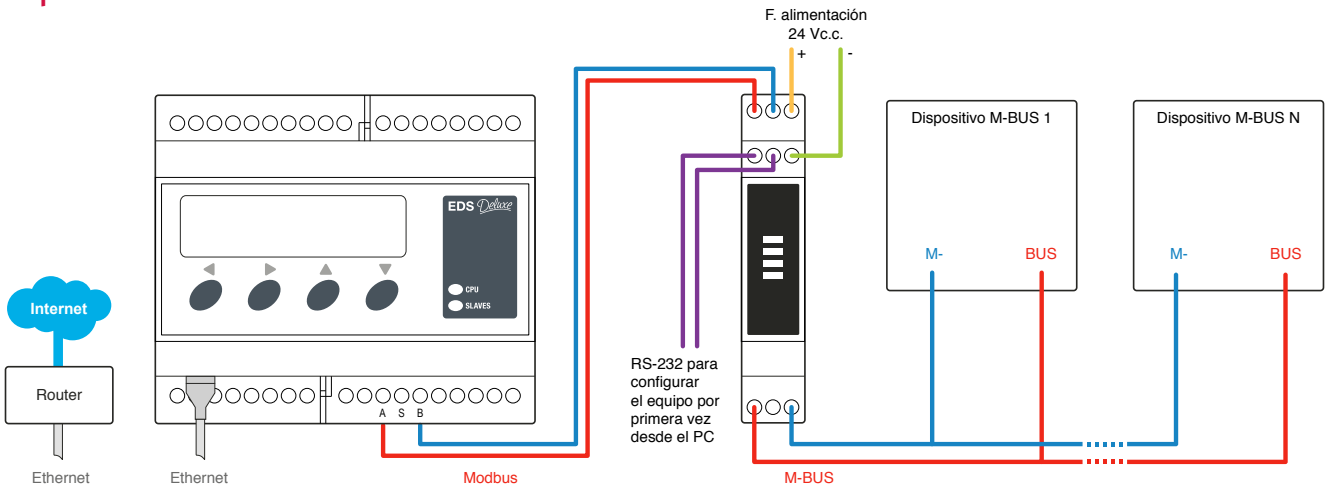 F. alimentación
24 Vc.c.
+ -
Dispositivo M-BUS 1
Dispositivo M-BUS N
EDS Deluxe
CPU
SLAVES
M- BUS
M- BUS
Internet
Router
RS-232 para
configurar
el equipo por
primera vez
desde el PC
A S B
Ethernet
Ethernet
Modbus
M-BUS